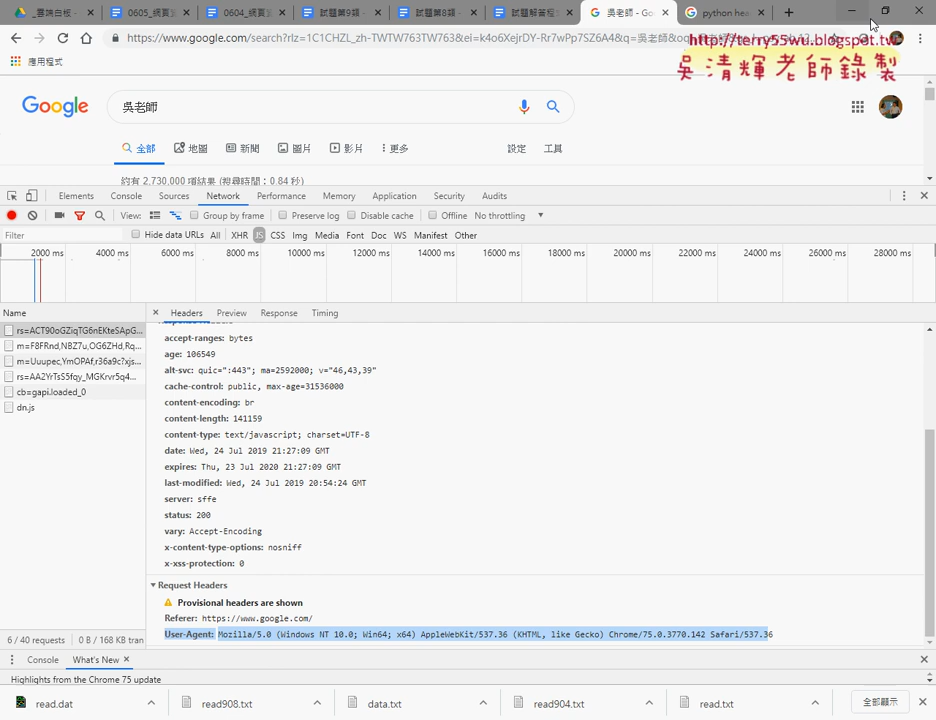 _雲端白板 -
0605_網頁
0604_網頁
試題第9類 -
試題第8類 -
試題解答程
吳老師 - Go
python hea
https://www.google.com/search?rlz=1C1CHZL_zh-TWTW763TW763&ei=k4o6XejrDY-Rr7wPp7SZ6A4&q=吳老師&oq=
http://terry55wu.blogspot.tw
吳清輝老師錄製
應用程式
Google
吳老師
全部
地圖
新聞
圖片
影片
更多
設定
工具
約有 2,730,000 項結果 (搜尋時間：0.84 秒)
Elements
Console
Sources
Network
Performance
Memory
Application
Security
Audits
View:
Group by frame
Preserve log
Disable cache
Offline
No throttling
Filter
Hide data URLs
All
XHR
JS
CSS
Img
Media
Font
Doc
WS
Manifest
Other
2000 ms
4000 ms
6000 ms
8000 ms
10000 ms
12000 ms
14000 ms
16000 ms
18000 ms
20000 ms
22000 ms
24000 ms
26000 ms
28000 ms
Name
Headers
Preview
Response
Timing
rs=ACT90oGZiqTG6nEKteSApG...
m=F8FRnd,NBZ7u,OG6ZHd,Rq...
m=Uuupec,YmOPAf,r36a9c?xjs...
rs=AA2YrTsS5fqy_MGKrvr5q4...
cb=gapi.loaded_0
dn.js
accept-ranges: bytes
age: 106549
alt-svc: quic=":443"; ma=2592000; v="46,43,39"
cache-control: public, max-age=31536000
content-encoding: br
content-length: 141159
content-type: text/javascript; charset=UTF-8
date: Wed, 24 Jul 2019 21:27:09 GMT
expires: Thu, 23 Jul 2020 21:27:09 GMT
last-modified: Wed, 24 Jul 2019 20:54:24 GMT
server: sffe
status: 200
vary: Accept-Encoding
x-content-type-options: nosniff
x-xss-protection: 0
Request Headers
Provisional headers are shown
Referer: https://www.google.com/
User-Agent: Mozilla/5.0 (Windows NT 10.0; Win64; x64) AppleWebKit/537.36 (KHTML, like Gecko) Chrome/75.0.3770.142 Safari/537.36
6 / 40 requests
0 B / 168 KB tran
Console
What's New
Highlights from the Chrome 75 update
read.dat
read908.txt
data.txt
read904.txt
read.txt
全部顯示